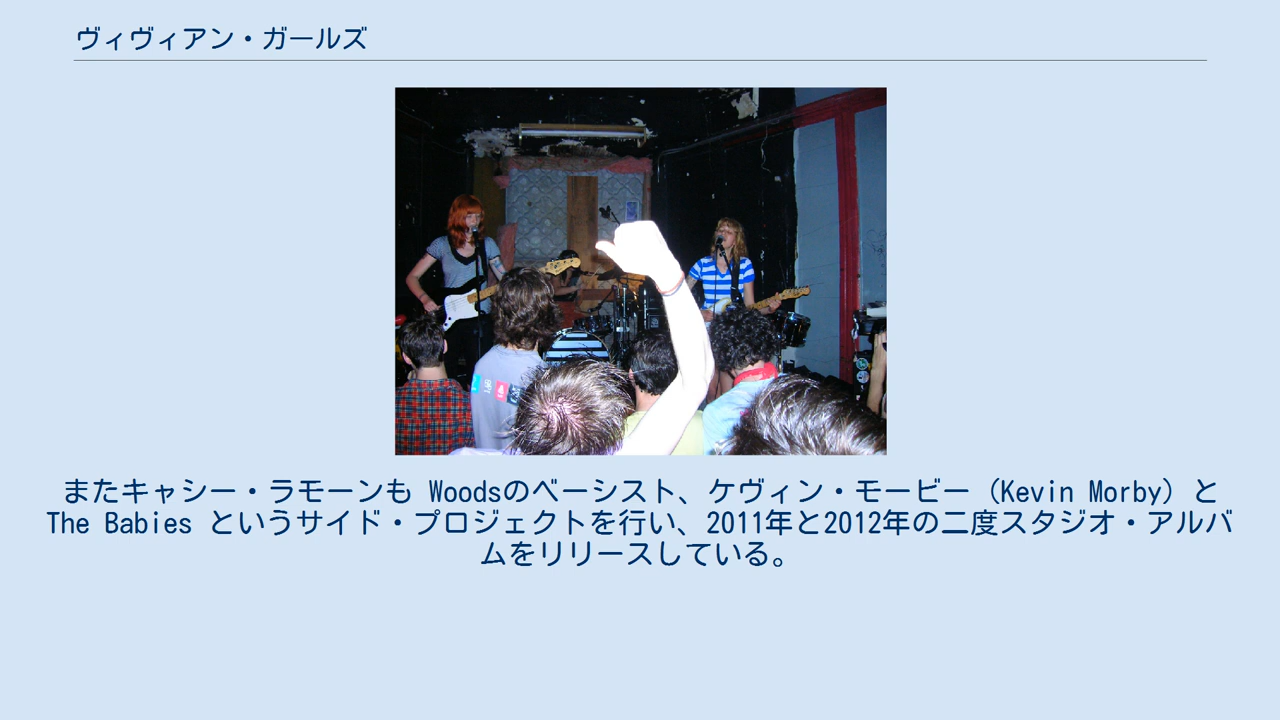 ヴィヴィアン・ガールズ
またキャシー・ラモーンも Woodsのベーシスト、ケヴィン・モービー（Kevin Morby）と
The Babies というサイド・プロジェクトを行い、2011年と2012年の二度スタジオ・アルバ
ムをリリースしている。